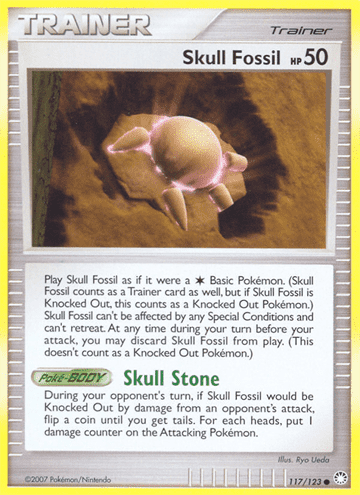 TRAINER
Trainer
Skull Fossil HP 50
Play Skull Fossil as if it were a Basic Pokémon. (Skull
Fossil counts as a Trainer card as well, but if Skull Fossil is
Knocked Out, this counts as a Knocked Out Pokémon.)
Skull Fossil can't be affected by any Special Conditions and
can't retreat. At any time during your turn before your
attack, you may discard Skull Fossil from play. (This
doesn't count as a Knocked Out Pokémon.)
Poké-BODY Skull Stone
During your opponent's turn, if Skull Fossil would be
Knocked Out by damage from an opponent's attack,
flip a coin until you get tails. For each heads, put 1
damage counter on the Attacking Pokémon.
Illus. Ryo Ueda
©2007 Pokémon/Nintendo
117/123